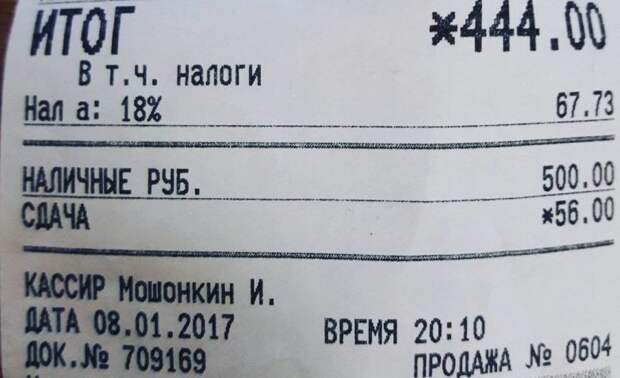 ИТОГ *444.00
В т.ч. налоги
Нал а: 18% 67.73
НАЛИЧНЫЕ РУБ. 500.00
СДАЧА *56.00
КАССИР Мошонкин И.
ДАТА 08.01.2017 ВРЕМЯ 20:10
ДОК.№ 709169 ПРОДАЖА № 0604